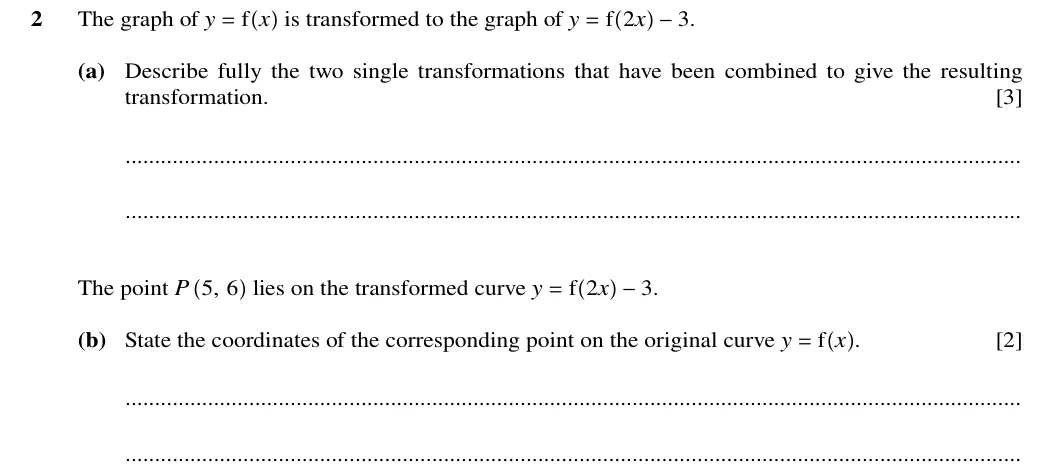 2 The graph of y = f(x) is transformed to the graph of y = f(2x) − 3.
(a) Describe fully the two single transformations that have been combined to give the resulting
transformation. [3]
The point P (5, 6) lies on the transformed curve y = f(2x) − 3.
(b) State the coordinates of the corresponding point on the original curve y = f(x). [2]